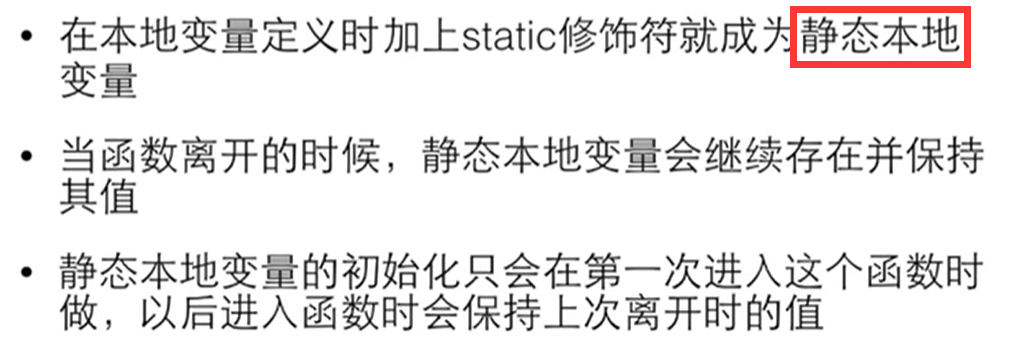 • 在本地变量定义时加上static修饰符就成为静态本地
变量
• 当函数离开的时候，静态本地变量会继续存在并保持
其值
• 静态本地变量的初始化只会在第一次进入这个函数时
做，以后进入函数时会保持上次离开时的值